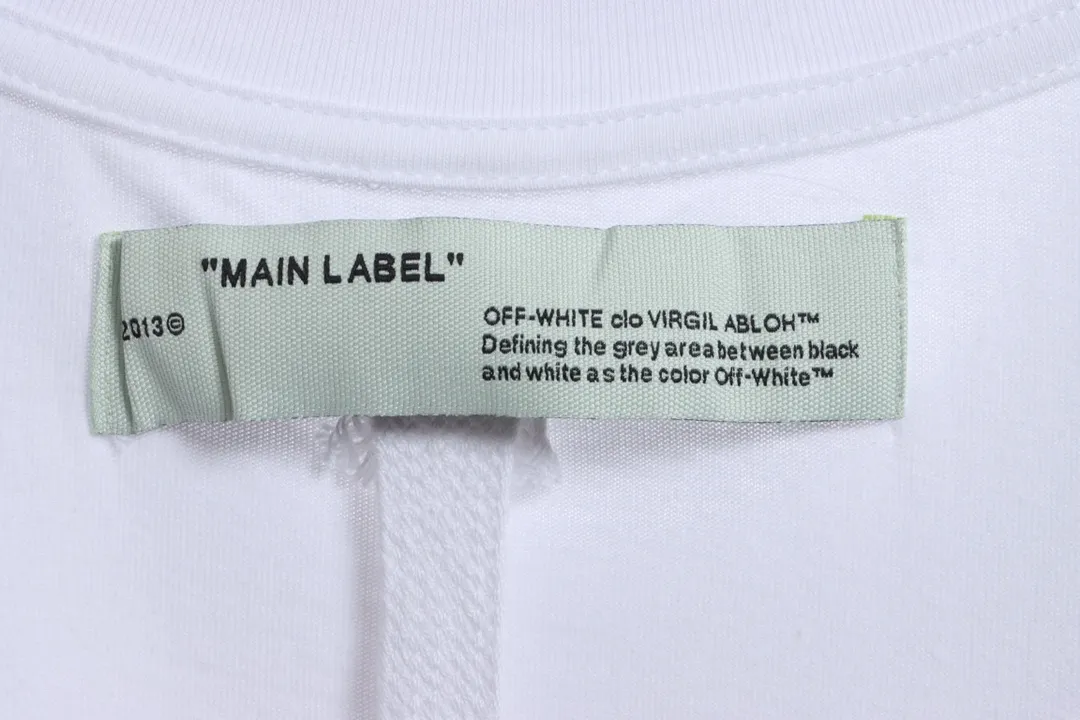 "MAIN LABEL"
2013©
OFF-WHITE clo VIRGIL ABLOH™
Defining the grey area between black
and white as the color Off-White™